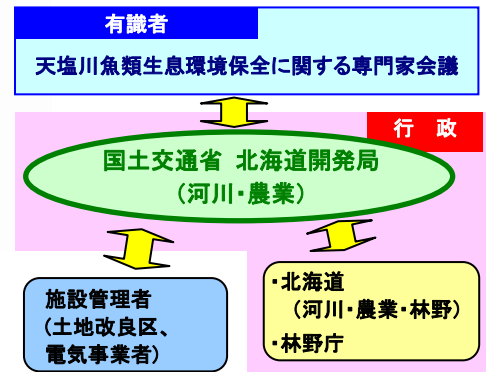 有識者
天塩川魚類生息環境保全に関する専門家会議
行　政
国土交通省 北海道開発局
（河川・農業）
施設管理者
（土地改良区、
電気事業者）
・北海道
（河川・農業・林野）
・林野庁